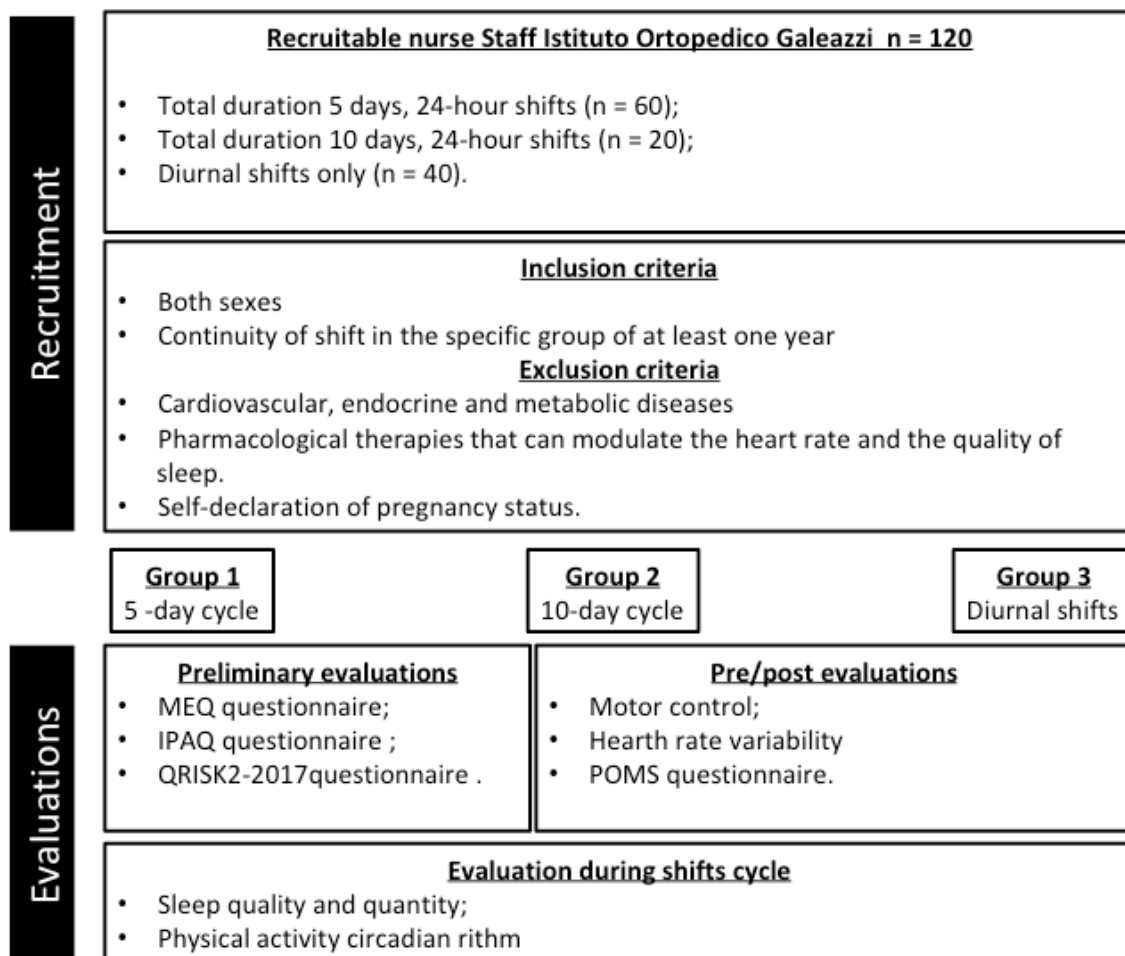 Recruitment
Recruitable nurse Staff Istituto Ortopedico Galeazzi n = 120
• Total duration 5 days, 24-hour shifts (n = 60);
• Total duration 10 days, 24-hour shifts (n = 20);
• Diurnal shifts only (n = 40).
Inclusion criteria
• Both sexes
• Continuity of shift in the specific group of at least one year
Exclusion criteria
• Cardiovascular, endocrine and metabolic diseases
• Pharmacological therapies that can modulate the heart rate and the quality of
sleep.
• Self-declaration of pregnancy status.
Group 1
5 -day cycle
Group 2
10-day cycle
Group 3
Diurnal shifts
Evaluations
Preliminary evaluations
• MEQ questionnaire;
• IPAQ questionnaire ;
• QRISK2-2017questionnaire .
Pre/post evaluations
• Motor control;
• Hearth rate variability
• POMS questionnaire.
Evaluation during shifts cycle
• Sleep quality and quantity;
• Physical activity circadian rithm